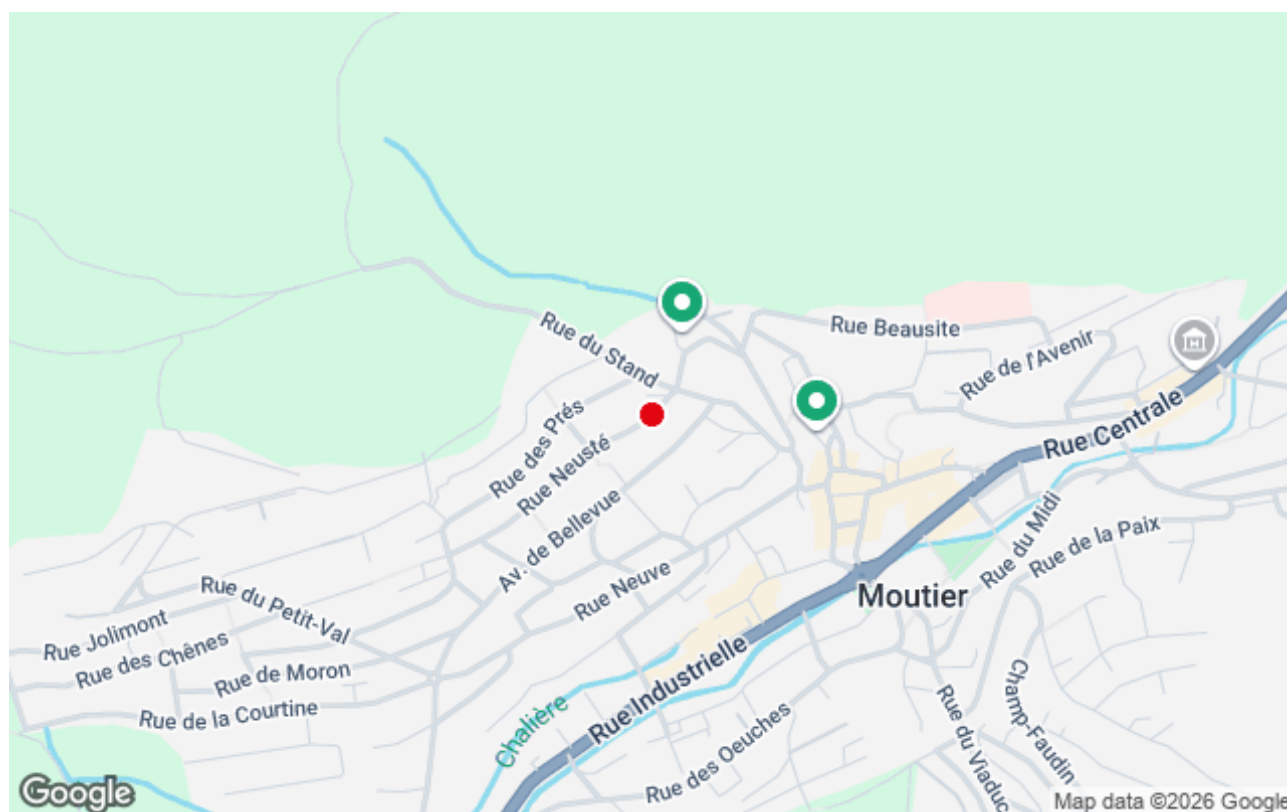 Rue du Stand
Rue Beausite
Rue de l'Avenir
Rue Centrale
Rue des Prés
Rue Neusté
Av. de Bellevue
Rue du Midi
Rue de la Paix
Rue Neuve
Moutier
Rue du Petit-Val
Rue Jolimont
Rue des Chênes
Rue de Moron
Rue de la Courtine
Chalière
Rue Industrielle
Rue des Oeuches
Rue du Viaduc
Champ-Faudin
Google
Map data ©2026 Google